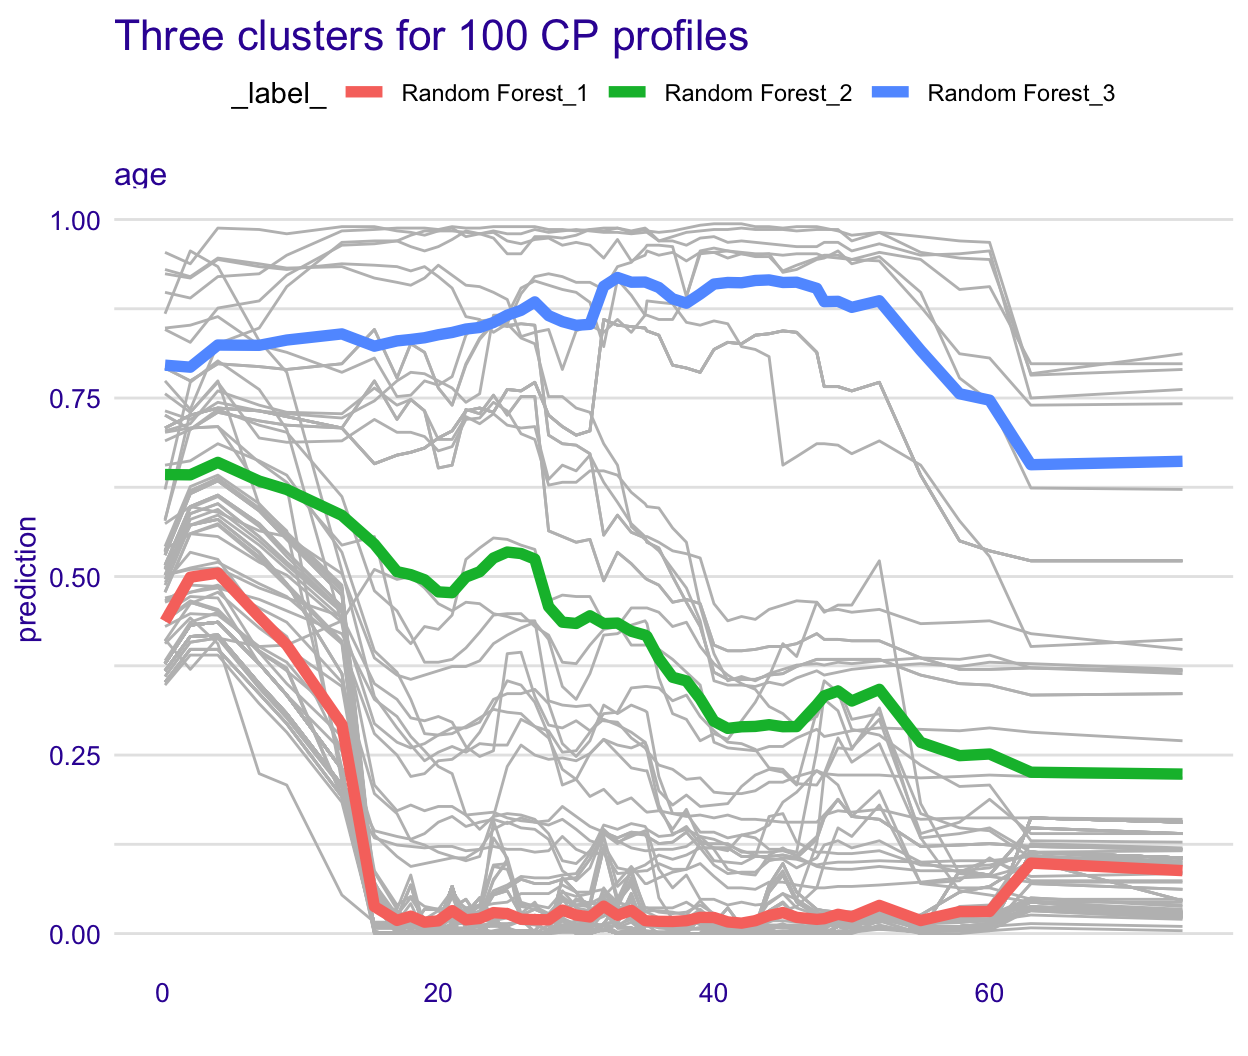 Three clusters for 100 CP profiles
_label_ Random Forest_1 Random Forest_2 Random Forest_3
age
1.00
0.75
0.50
0.25
0.00
prediction
0 20 40 60